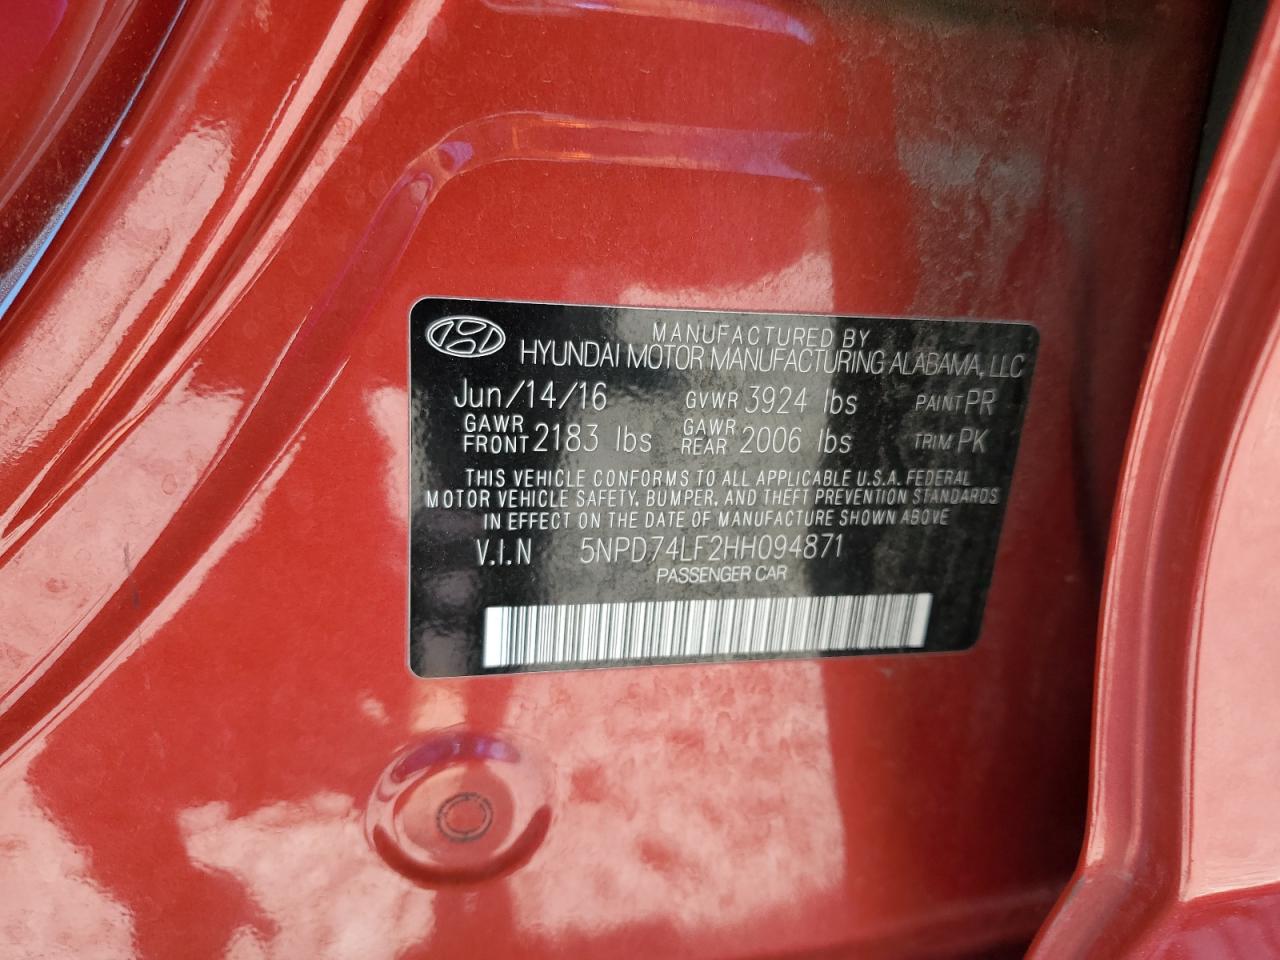 MANUFACTURED BY
HYUNDAI MOTOR MANUFACTURING ALABAMA, LLC
Jun/14/16 GVWR 3924 lbs PAINT PR
GAWR FRONT 2183 lbs GAWR REAR 2006 lbs TRIM PK
THIS VEHICLE CONFORMS TO ALL APPLICABLE U.S.A. FEDERAL
MOTOR VEHICLE SAFETY, BUMPER, AND THEFT PREVENTION STANDARDS
IN EFFECT ON THE DATE OF MANUFACTURE SHOWN ABOVE
V.I.N 5NPD74LF2HH094871
PASSENGER CAR